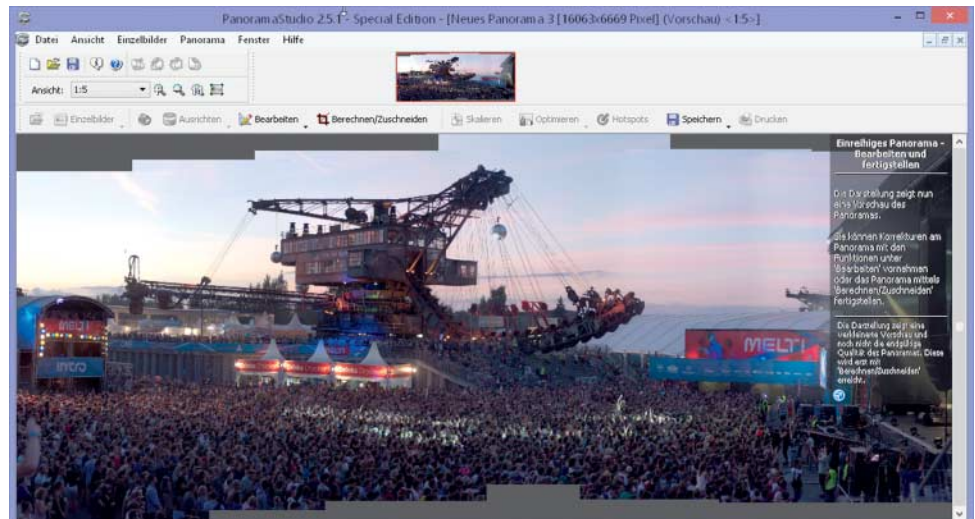 PanoramaStudio 2.5.1 - Special Edition - [Neues Panorama 3 [16063x6669 Pixel] (Vorschau) <1:5>]
Datei Ansicht Einzelbilder Panorama Fenster Hilfe
Ansicht: 1:5
Einzelbilder Ausrichten Bearbeiten Berechnen/Zuschneiden Skalieren Optimieren Hotspots Speichern Drucken
Einreihiges Panorama -
Bearbeiten und
fertigstellen
Die Darstellung zeigt nun
eine Vorschau des
Panoramas.
Sie können Korrekturen am
Panorama mit den
Funktionen unter
'Bearbeiten' vornehmen
oder das Panorama mittels
'Berechnen/Zuschneiden'
fertigstellen.
Die Darstellung zeigt eine
verkleinerte Vorschau und
noch nicht die endgültige
Qualität des Panoramas. Diese
wird erst mit
'Berechnen/Zuschneiden'
erreicht.
MELT!
INTRO
MELT!